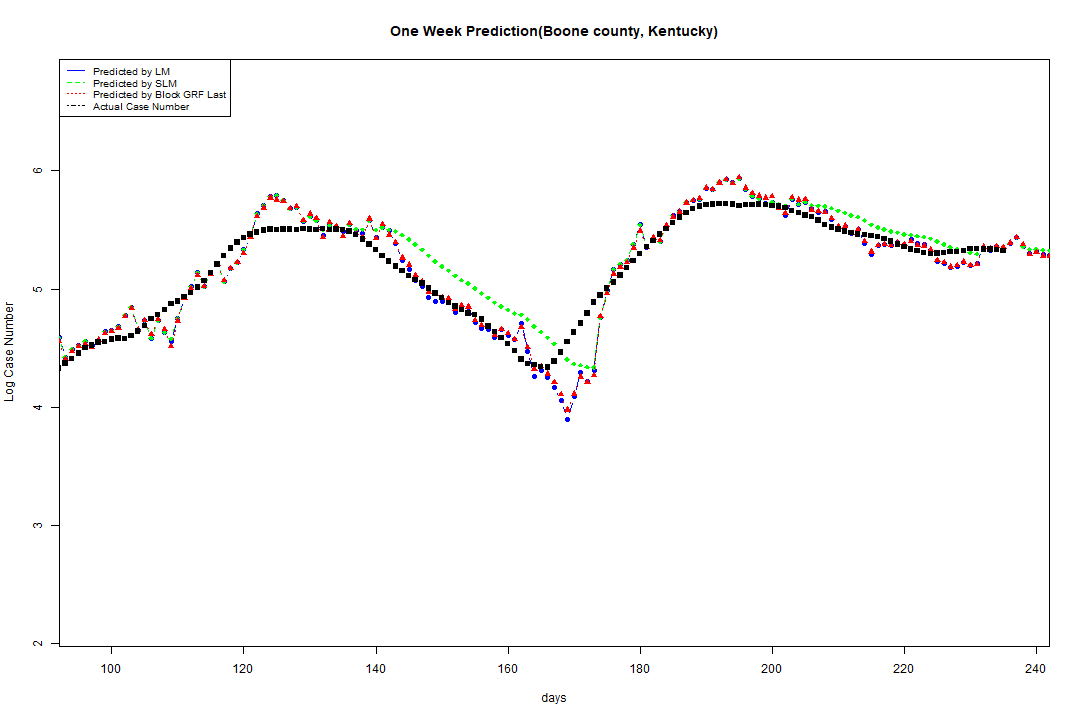 One Week Prediction(Boone county, Kentucky)
Predicted by LM
Predicted by SLM
Predicted by Block GRF Last
Actual Case Number
6
5
4
3
2
Log Case Number
100 120 140 160 180 200 220 240
days